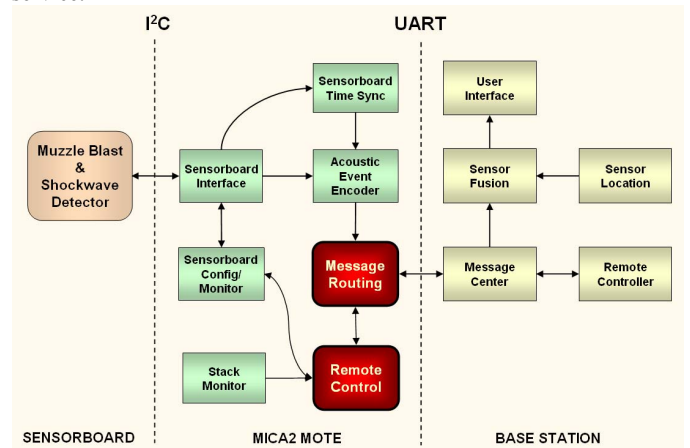 I²C
UART
Sensorboard
Time Sync
User
Interface
Muzzle Blast
&
Shockwave
Detector
Sensorboard
Interface
Acoustic
Event
Encoder
Sensor
Fusion
Sensor
Location
Sensorboard
Config/
Monitor
Message
Routing
Message
Center
Remote
Controller
Stack
Monitor
Remote
Control
SENSORBOARD
MICA2 MOTE
BASE STATION